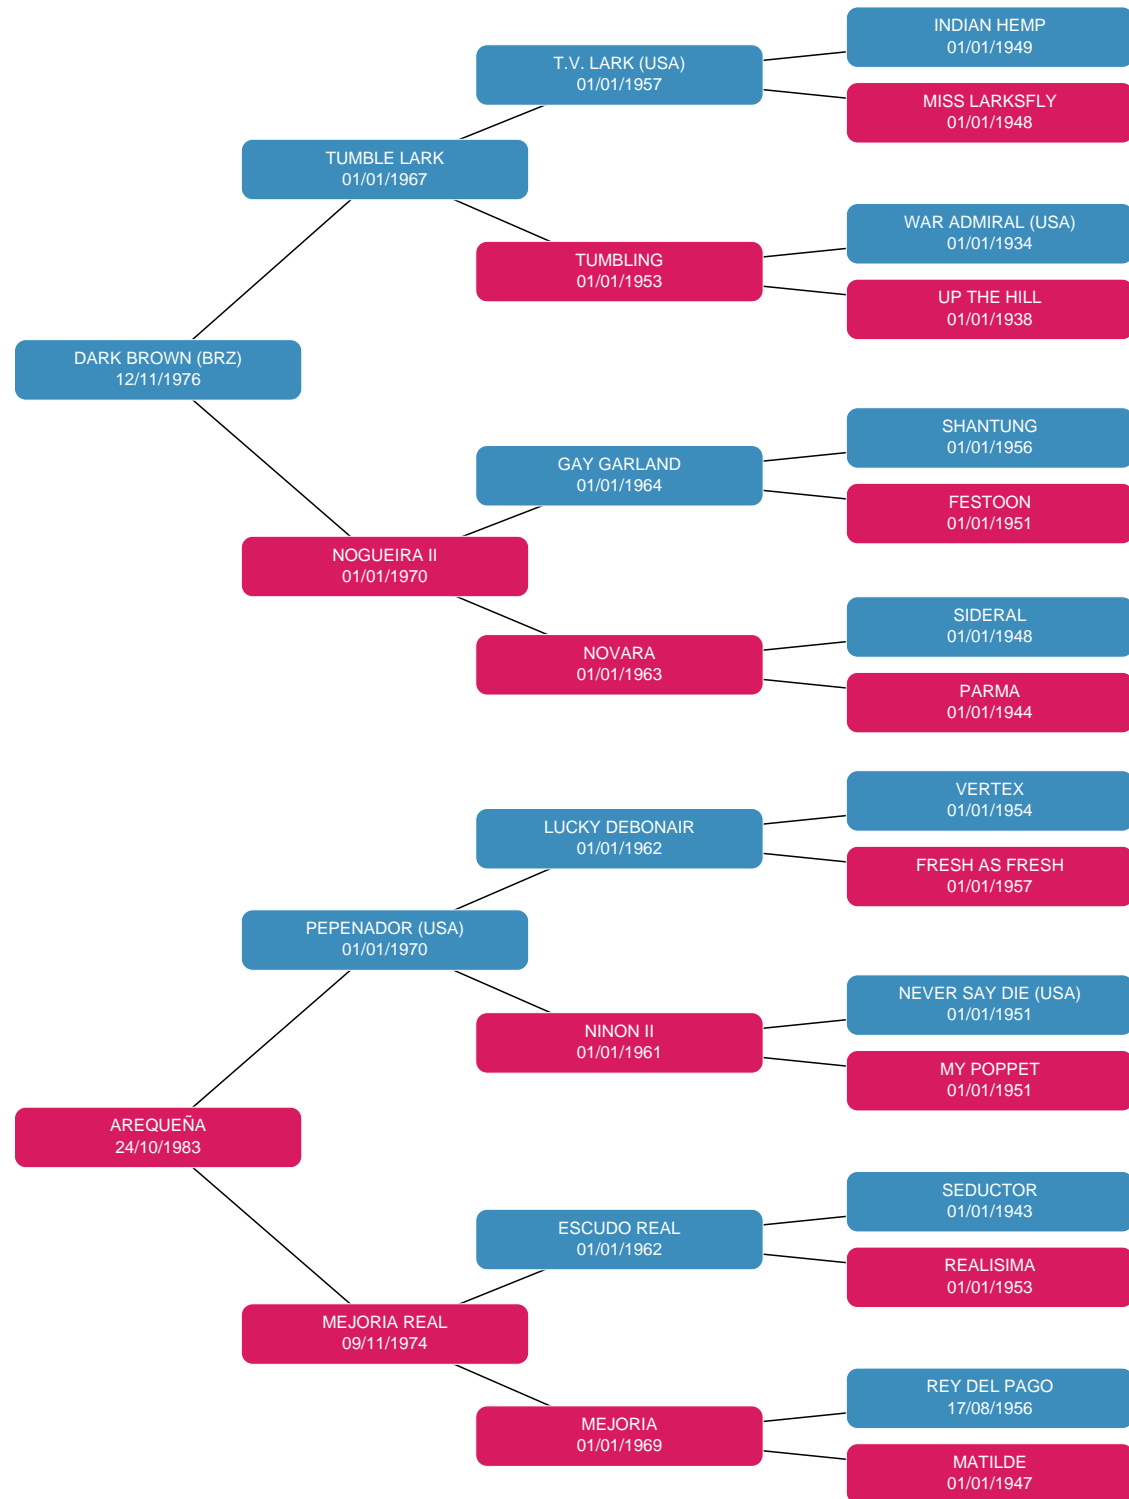 INDIAN HEMP
01/01/1949
T.V. LARK (USA)
01/01/1957
MISS LARKSFLY
01/01/1948
TUMBLE LARK
01/01/1967
WAR ADMIRAL (USA)
01/01/1934
TUMBLING
01/01/1953
UP THE HILL
01/01/1938
DARK BROWN (BRZ)
12/11/1976
SHANTUNG
01/01/1956
GAY GARLAND
01/01/1964
FESTOON
01/01/1951
NOGUEIRA II
01/01/1970
SIDERAL
01/01/1948
NOVARA
01/01/1963
PARMA
01/01/1944
VERTEX
01/01/1954
LUCKY DEBONAIR
01/01/1962
FRESH AS FRESH
01/01/1957
PEPENADOR (USA)
01/01/1970
NEVER SAY DIE (USA)
01/01/1951
NINON II
01/01/1961
MY POPPET
01/01/1951
AREQUEÑA
24/10/1983
SEDUCTOR
01/01/1943
ESCUDO REAL
01/01/1962
REALISIMA
01/01/1953
MEJORIA REAL
09/11/1974
REY DEL PAGO
17/08/1956
MEJORIA
01/01/1969
MATILDE
01/01/1947